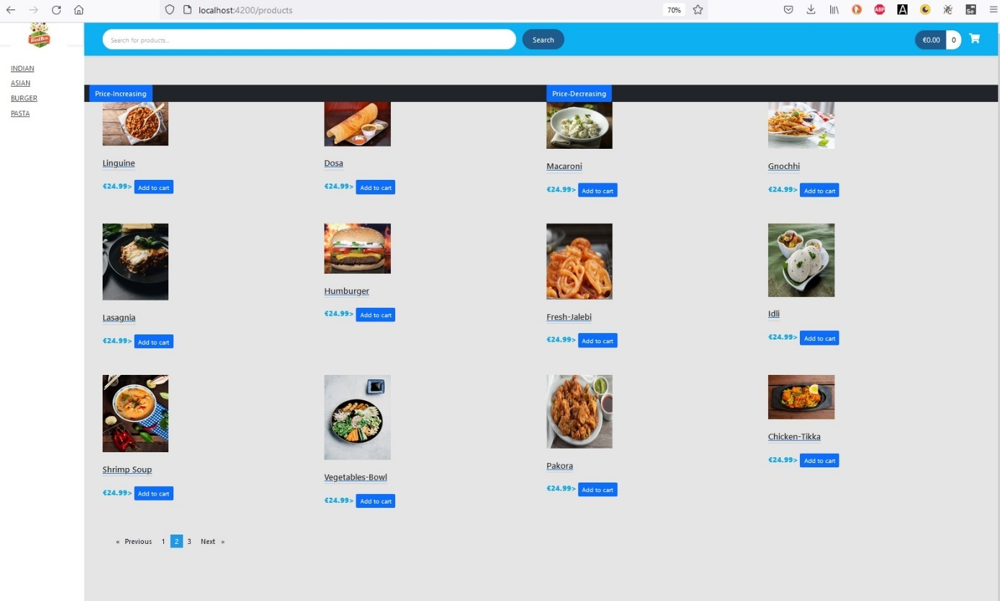 localhost:4200/products
70%
ABP
A
Se
Food Box
Search for products...
Search
€0.00
0
INDIAN
ASIAN
BURGER
PASTA
Price-Increasing
Price-Decreasing
Linguine
Dosa
Macaroni
Gnochhi
€24.99> Add to cart
€24.99> Add to cart
€24.99> Add to cart
€24.99> Add to cart
Lasagnia
Humburger
Fresh-Jalebi
Idli
€24.99> Add to cart
€24.99> Add to cart
€24.99> Add to cart
€24.99> Add to cart
Shrimp Soup
Vegetables-Bowl
Pakora
Chicken-Tikka
€24.99> Add to cart
€24.99> Add to cart
€24.99> Add to cart
€24.99> Add to cart
« Previous 1 2 3 Next »